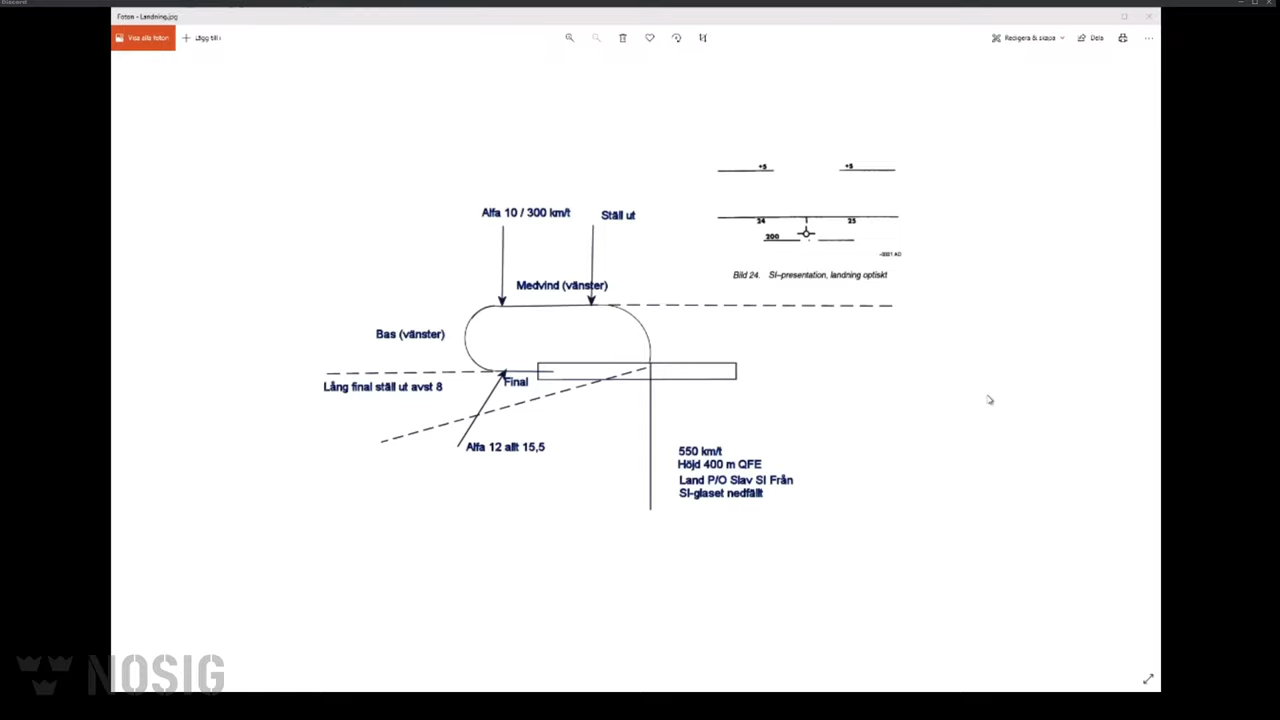 Discord
Foton - Landning.jpg
Visa alla foton
Lägg till i
Redigera & skapa
Dela
+5
+5
24
25
200
Bild 24. SI–presentation, landning optiskt
Alfa 10 / 300 km/t
Ställ ut
Medvind (vänster)
Bas (vänster)
Lång final ställ ut avst 8
Final
Alfa 12 allt 15,5
550 km/t
Höjd 400 m QFE
Land P/O Slav SI Från
SI-glaset nedfällt
NOSIG